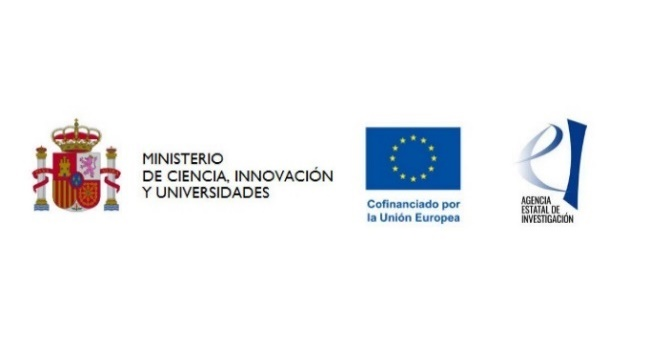 MINISTERIO
DE CIENCIA, INNOVACIÓN
Y UNIVERSIDADES
Cofinanciado por
la Unión Europea
AGENCIA
ESTATAL DE
INVESTIGACIÓN